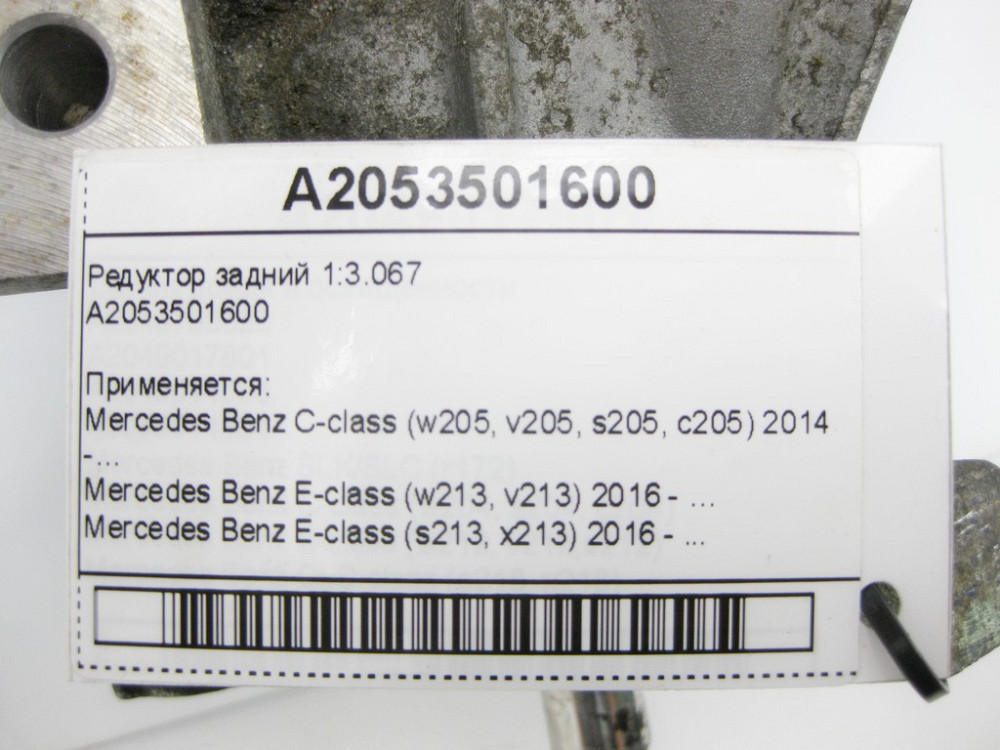 A2053501600
Редуктор задний 1:3.067
A2053501600
Применяется:
Mercedes Benz C-class (w205, v205, s205, c205) 2014
-...
Mercedes Benz E-class (w213, v213) 2016 - ...
Mercedes Benz E-class (s213, x213) 2016 - ...